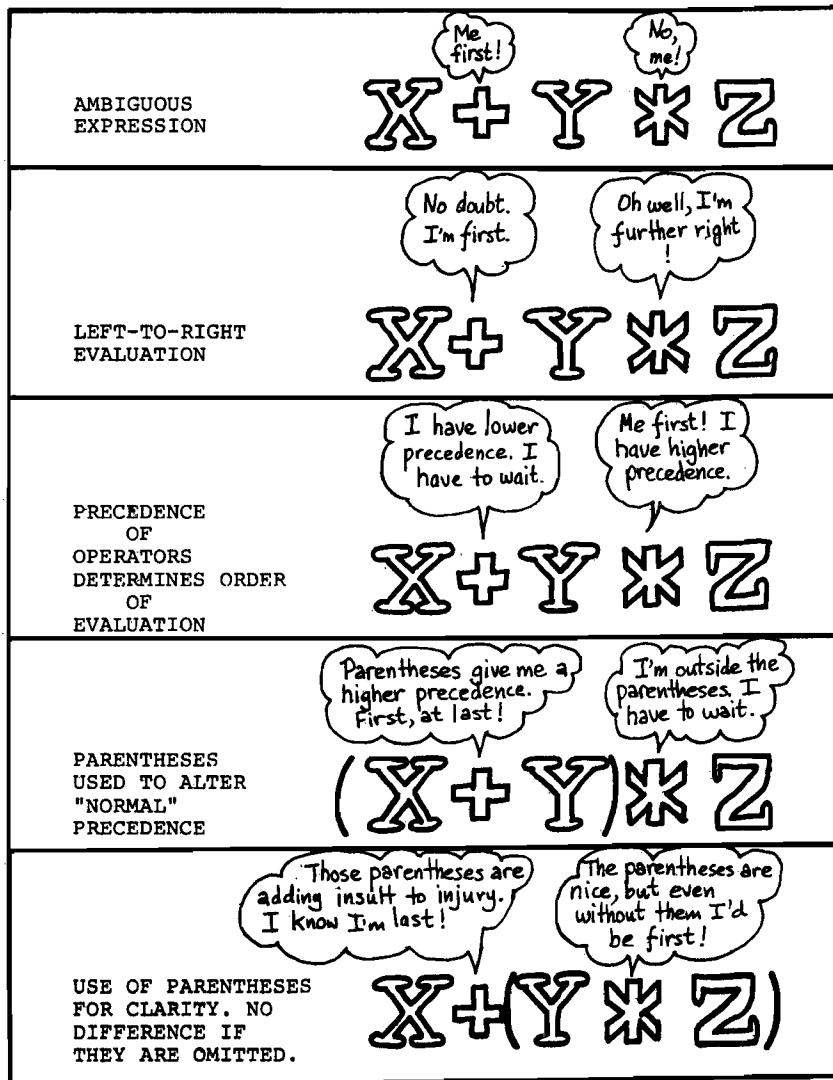 Me
first!
No,
me!
AMBIGUOUS
EXPRESSION
X + Y * Z
No doubt.
I'm first.
Oh well, I'm
further right
!
LEFT-TO-RIGHT
EVALUATION
X + Y * Z
I have lower
precedence. I
have to wait.
Me first! I
have higher
precedence.
PRECEDENCE
OF
OPERATORS
DETERMINES ORDER
OF
EVALUATION
X + Y * Z
Parentheses give me a
higher precedence.
First, at last!
I'm outside the
parentheses. I
have to wait.
PARENTHESES
USED TO ALTER
"NORMAL"
PRECEDENCE
(X + Y) * Z
Those parentheses are
adding insult to injury.
I know I'm last!
The parentheses are
nice, but even
without them I'd
be first!
USE OF PARENTHESES
FOR CLARITY. NO
DIFFERENCE IF
THEY ARE OMITTED.
X + (Y * Z)